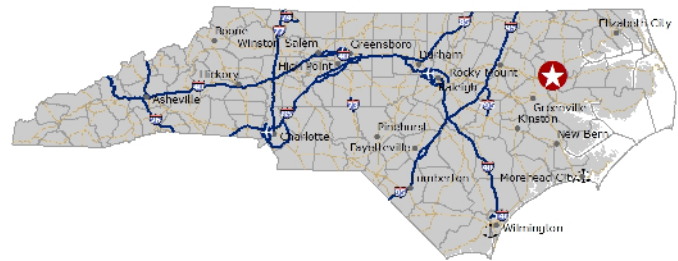 Elizabeth City
Boone
Winston Salem
Greensboro
Durham
High Point
Hickory
Rocky Mount
Raleigh
Asheville
Greenville
Kinston
Charlotte
Pinehurst
New Bern
Fayetteville
Lumberton
Morehead City
Wilmington